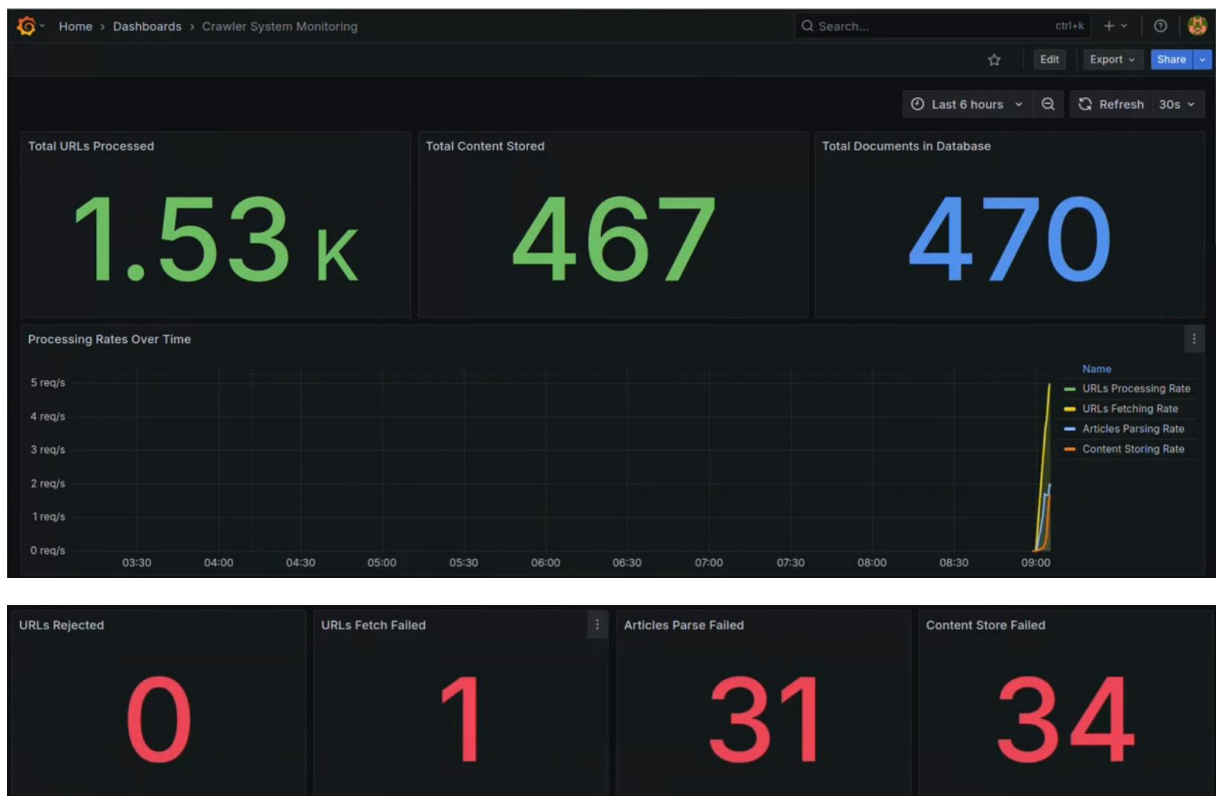 Home › Dashboards › Crawler System Monitoring
Search...
ctrl+k
Edit
Export
Share
Last 6 hours
Refresh
30s
Total URLs Processed
Total Content Stored
Total Documents in Database
1.53 K
467
470
Processing Rates Over Time
5 req/s
4 req/s
3 req/s
2 req/s
1 req/s
0 req/s
03:30
04:00
04:30
05:00
05:30
06:00
06:30
07:00
07:30
08:00
08:30
09:00
Name
URLs Processing Rate
URLs Fetching Rate
Articles Parsing Rate
Content Storing Rate
URLs Rejected
URLs Fetch Failed
Articles Parse Failed
Content Store Failed
0
1
31
34